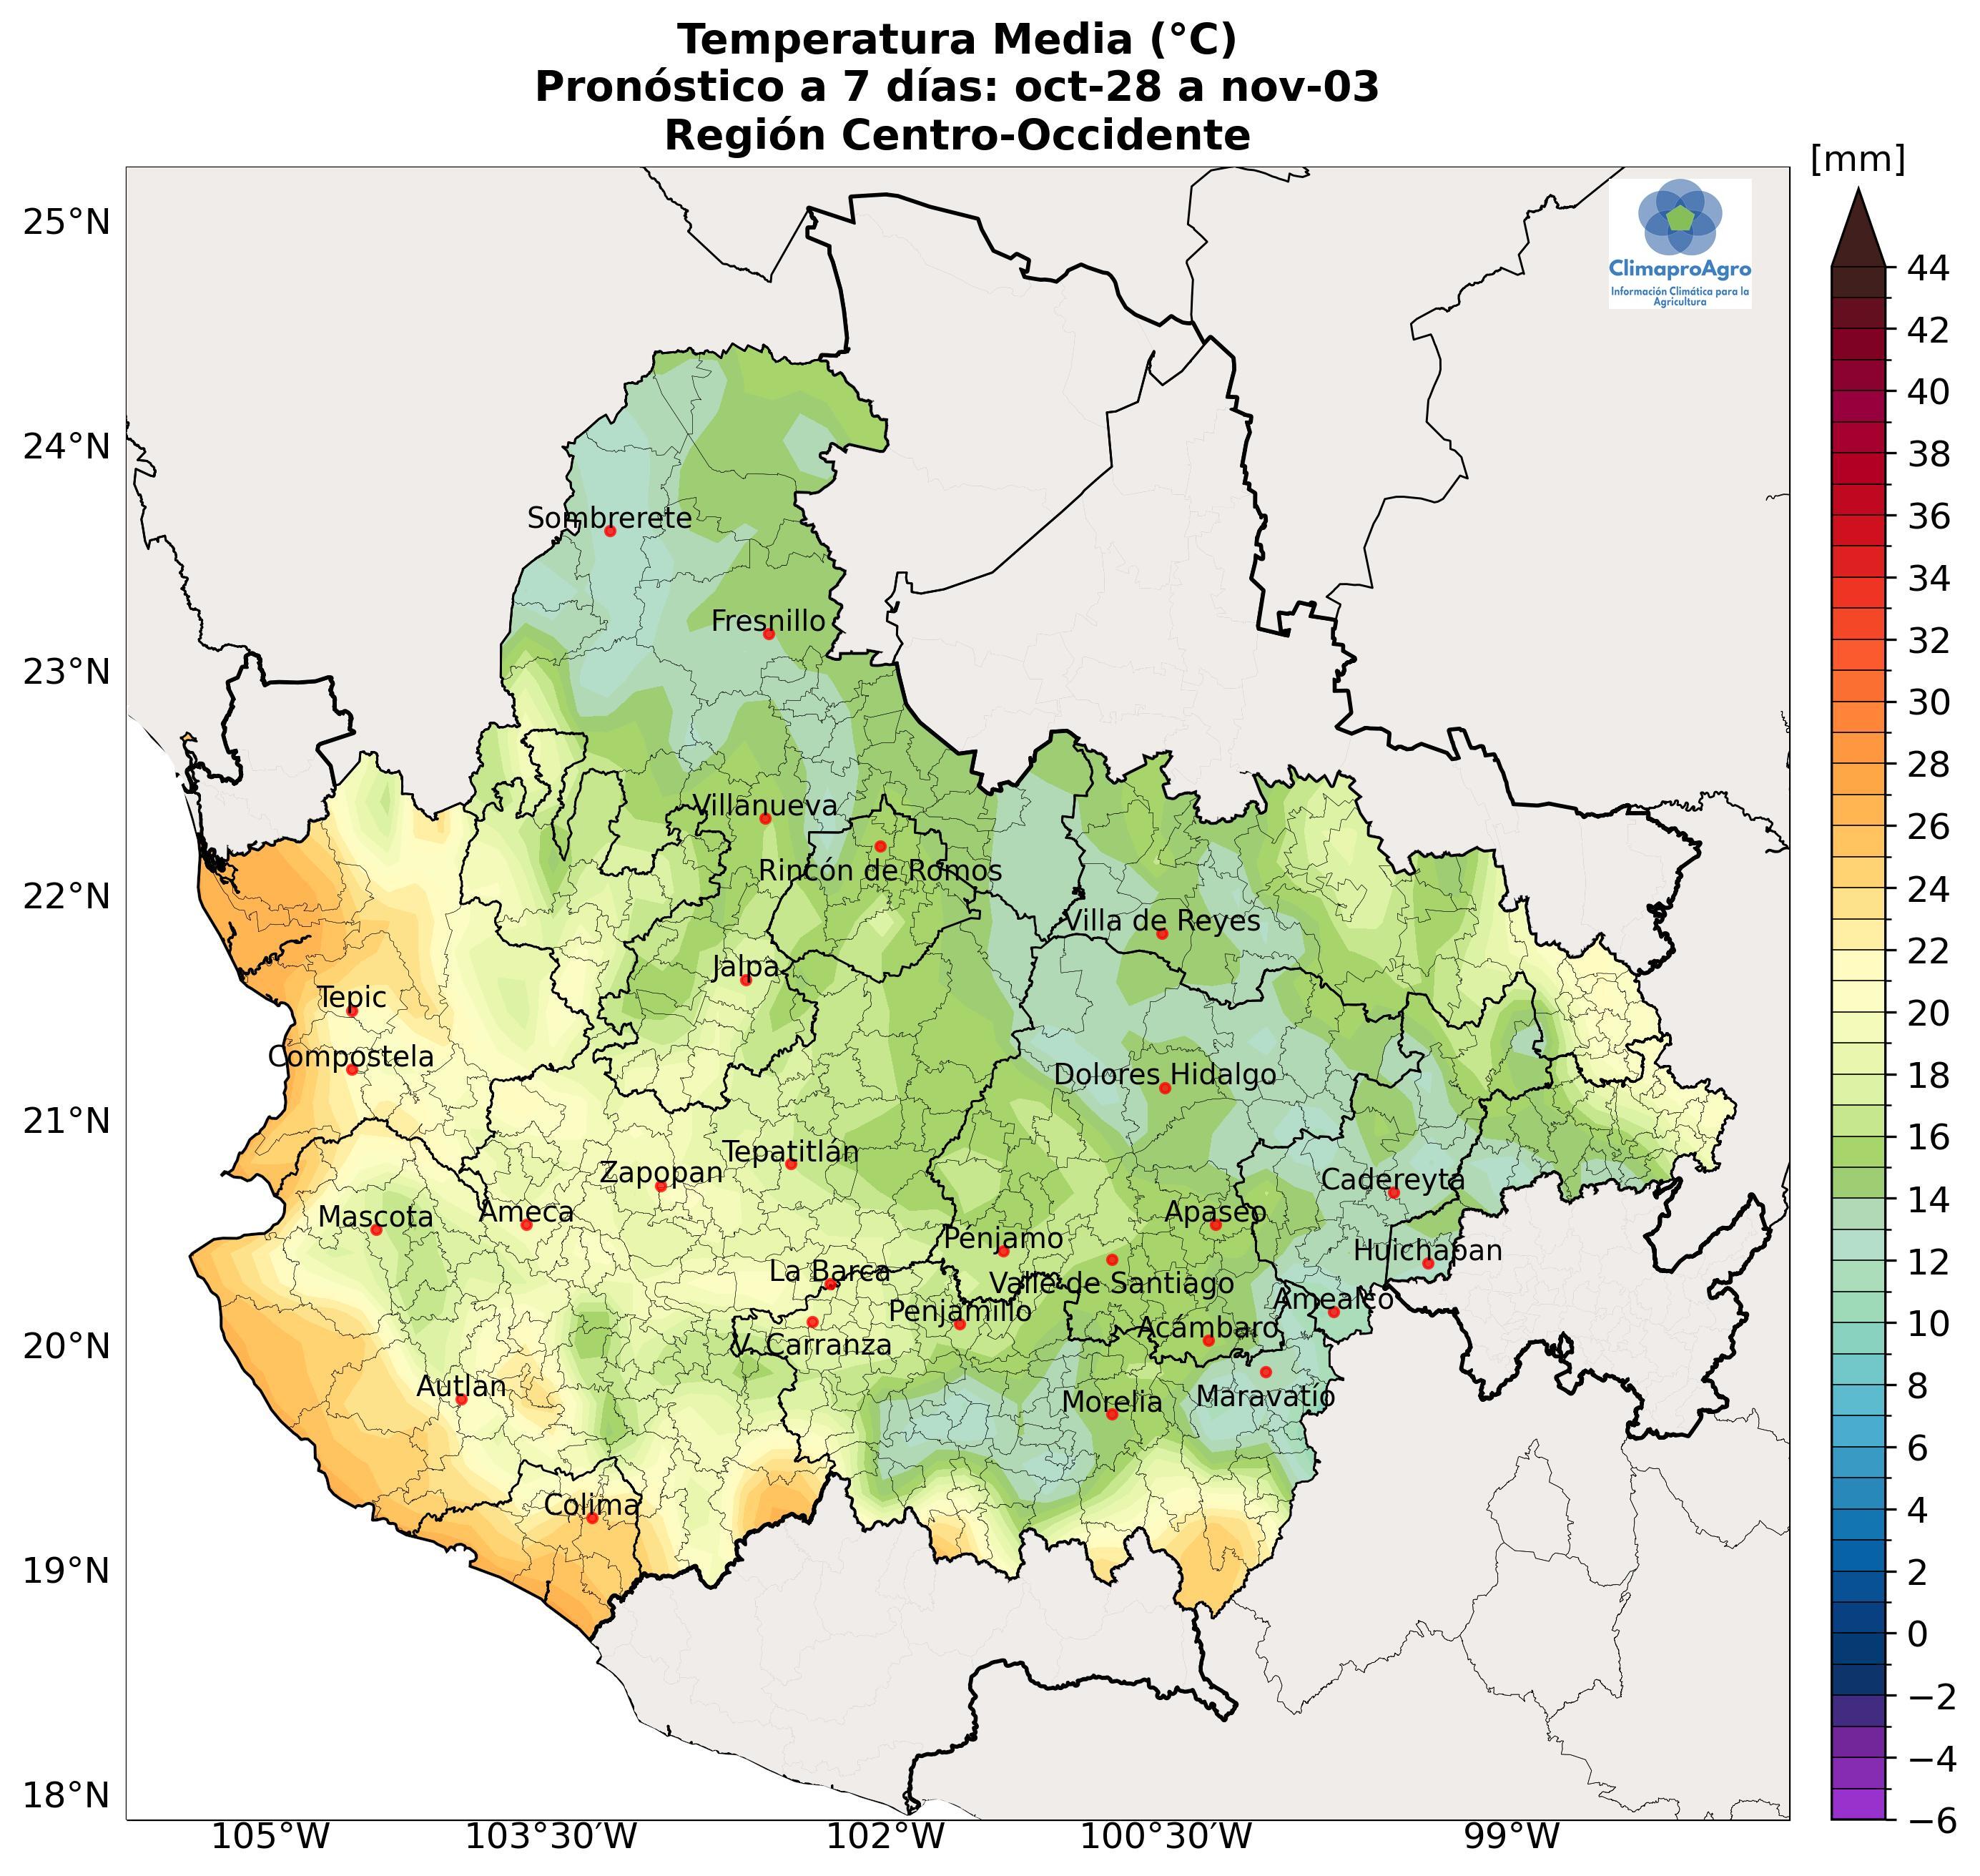 Temperatura Media (°C)
Pronóstico a 7 días: oct-28 a nov-03
Región Centro-Occidente
[mm]
ClimaproAgro
Información Climática para la
Agricultura
25°N
24°N
23°N
22°N
21°N
20°N
19°N
18°N
Sombrerete
Fresnillo
Villanueva
Rincón de Romos
Villa de Reyes
Jalpa
Tepic
Compostela
Dolores Hidalgo
Tepatitlán
Zapopan
Cadereyta
Mascota
Ameca
Apaseo
Pénjamo
Huichapan
La Barca
Valle de Santiago
Amealco
Penjamillo
Acámbaro
V. Carranza
Autlan
Morelia
Maravatío
Colima
44
42
40
38
36
34
32
30
28
26
24
22
20
18
16
14
12
10
8
6
4
2
0
−2
−4
−6
105°W
103°30′W
102°W
100°30′W
99°W